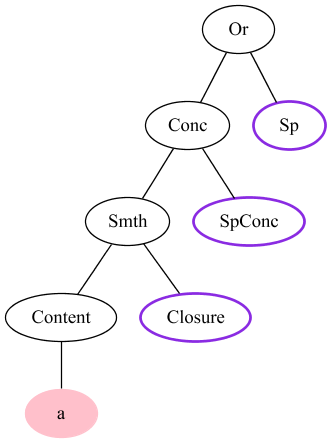 Or
Conc
Sp
Smth
SpConc
Content
Closure
a